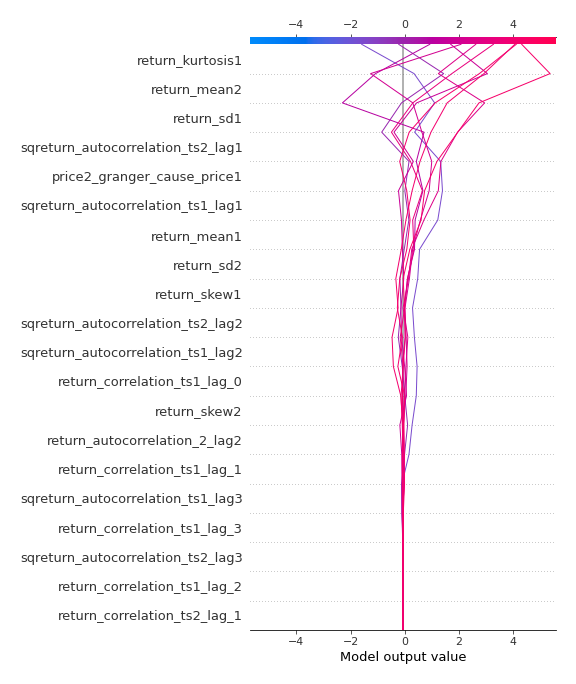 −4 −2 0 2 4
return_kurtosis1
return_mean2
return_sd1
sqreturn_autocorrelation_ts2_lag1
price2_granger_cause_price1
sqreturn_autocorrelation_ts1_lag1
return_mean1
return_sd2
return_skew1
sqreturn_autocorrelation_ts2_lag2
sqreturn_autocorrelation_ts1_lag2
return_correlation_ts1_lag_0
return_skew2
return_autocorrelation_2_lag2
return_correlation_ts1_lag_1
sqreturn_autocorrelation_ts1_lag3
return_correlation_ts1_lag_3
sqreturn_autocorrelation_ts2_lag3
return_correlation_ts1_lag_2
return_correlation_ts2_lag_1
−4 −2 0 2 4
Model output value